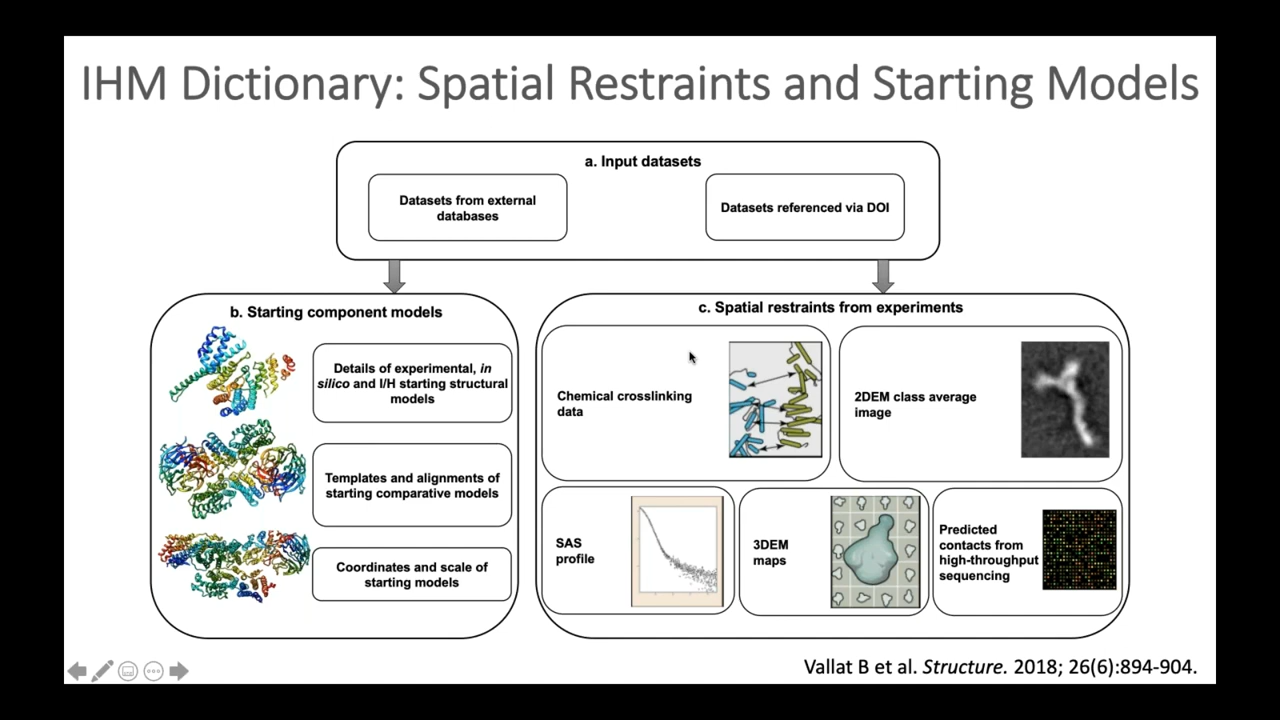 IHM Dictionary: Spatial Restraints and Starting Models
a. Input datasets
Datasets from external
databases
Datasets referenced via DOI
b. Starting component models
Details of experimental, in
silico and I/H starting structural
models
Templates and alignments of
starting comparative models
Coordinates and scale of
starting models
c. Spatial restraints from experiments
Chemical crosslinking
data
2DEM class average
image
SAS
profile
3DEM
maps
Predicted
contacts from
high-throughput
sequencing
Vallat B et al. Structure. 2018; 26(6):894-904.